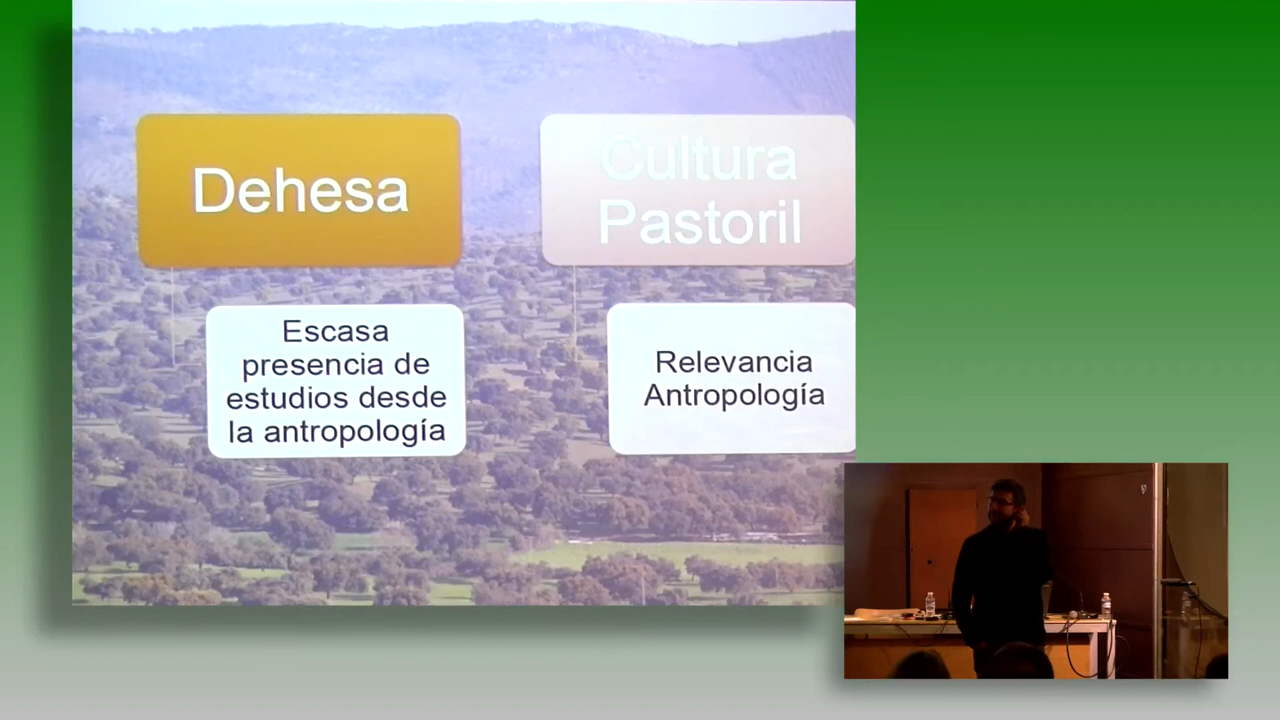 Dehesa
Escasa
presencia de
estudios desde
la antropología
Cultura
Pastoril
Relevancia
Antropología